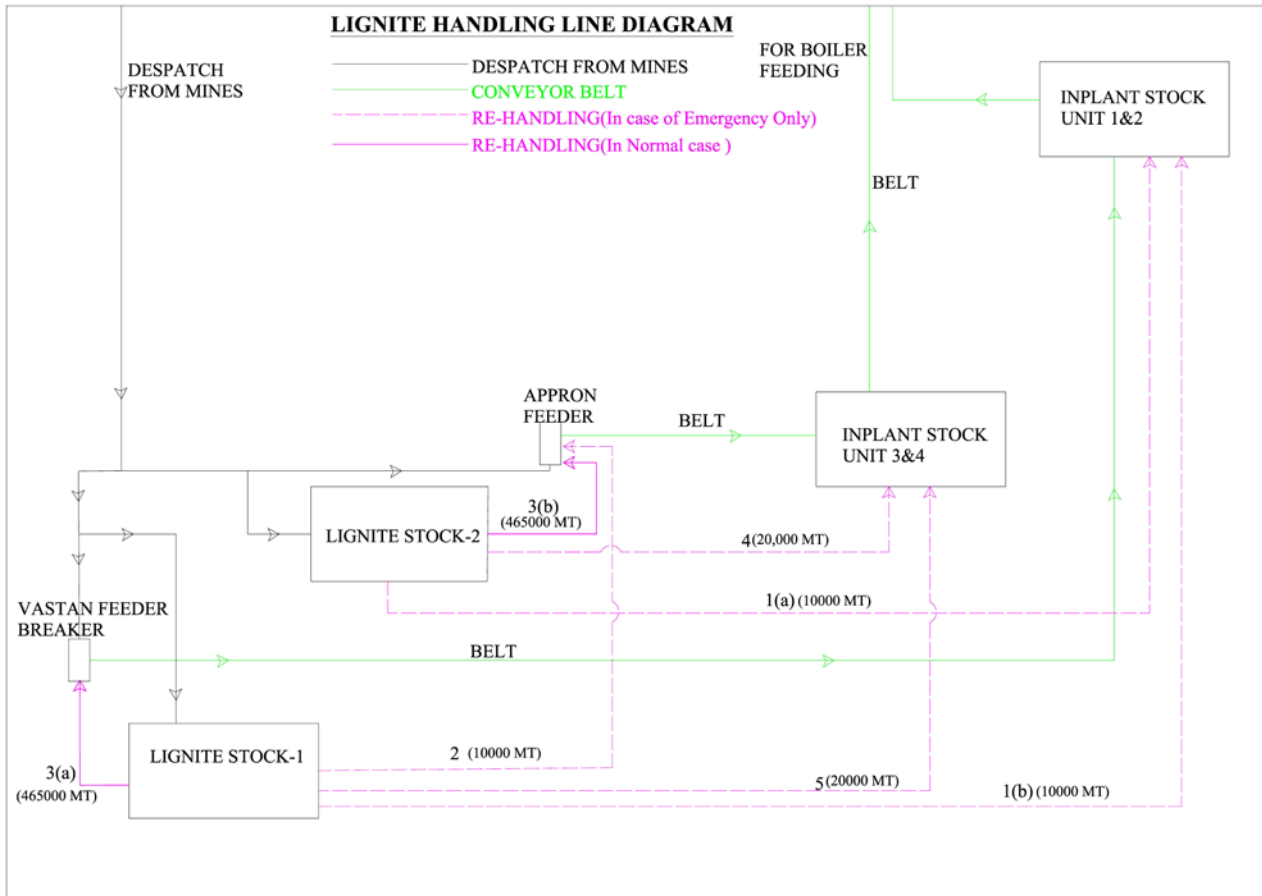 LIGNITE HANDLING LINE DIAGRAM
DESPATCH
FROM MINES
DESPATCH FROM MINES
CONVEYOR BELT
RE-HANDLING(In case of Emergency Only)
RE-HANDLING(In Normal case )
FOR BOILER
FEEDING
INPLANT STOCK
UNIT 1&2
BELT
APPRON
FEEDER
BELT
INPLANT STOCK
UNIT 3&4
3(b)
(465000 MT)
LIGNITE STOCK-2
4(20,000 MT)
1(a) (10000 MT)
VASTAN FEEDER
BREAKER
BELT
LIGNITE STOCK-1
2 (10000 MT)
3(a)
(465000 MT)
5(20000 MT)
1(b) (10000 MT)